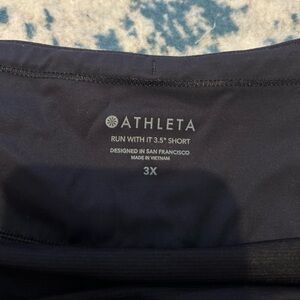 ATHLETA
RUN WITH IT 3.5" SHORT
DESIGNED IN SAN FRANCISCO
MADE IN VIETNAM
3X